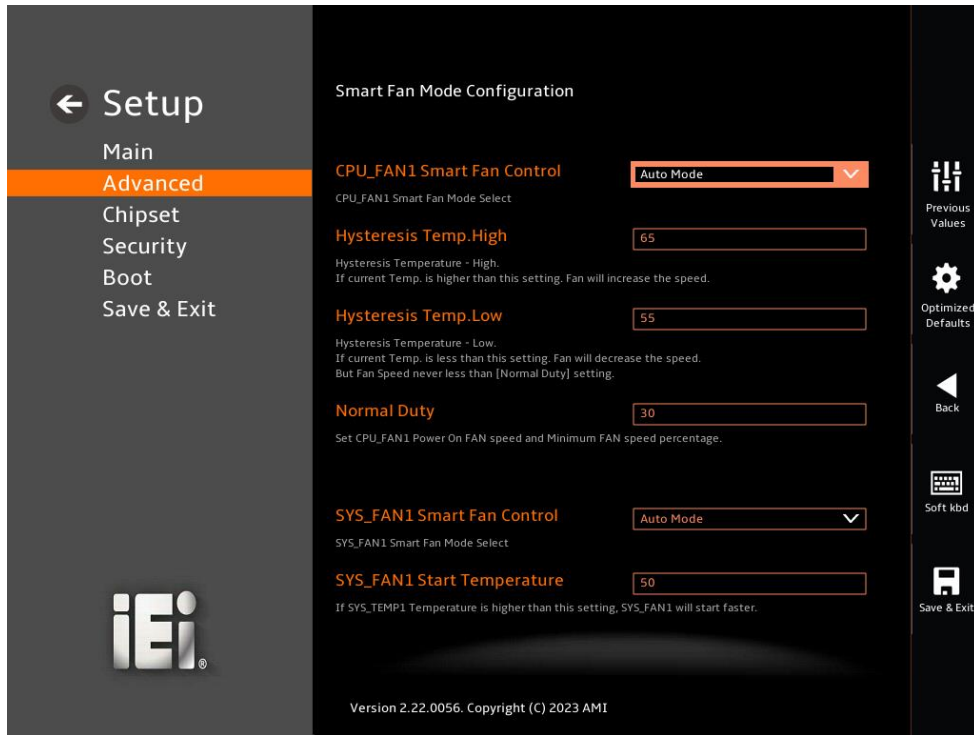 Setup
Main
Advanced
Chipset
Security
Boot
Save & Exit
Smart Fan Mode Configuration
CPU_FAN1 Smart Fan Control
Auto Mode
CPU_FAN1 Smart Fan Mode Select
Hysteresis Temp.High
65
Hysteresis Temperature - High.
If current Temp. is higher than this setting. Fan will increase the speed.
Hysteresis Temp.Low
55
Hysteresis Temperature - Low.
If current Temp. is less than this setting. Fan will decrease the speed.
But Fan Speed never less than [Normal Duty] setting.
Normal Duty
30
Set CPU_FAN1 Power On FAN speed and Minimum FAN speed percentage.
SYS_FAN1 Smart Fan Control
Auto Mode
SYS_FAN1 Smart Fan Mode Select
SYS_FAN1 Start Temperature
50
If SYS_TEMP1 Temperature is higher than this setting, SYS_FAN1 will start faster.
Version 2.22.0056. Copyright (C) 2023 AMI
Previous
Values
Optimized
Defaults
Back
Soft kbd
Save & Exit
iEi®